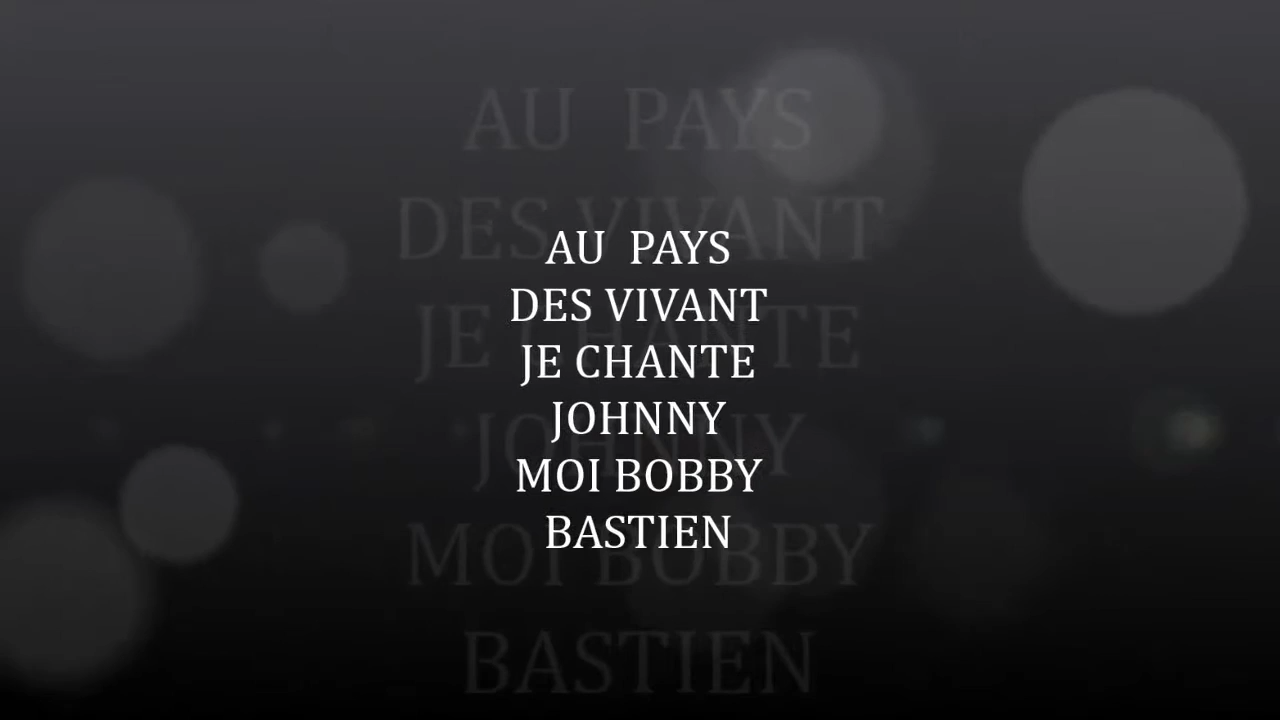 AU  PAYS
DES VIVANT
JE CHANTE
JOHNNY
MOI BOBBY
BASTIEN